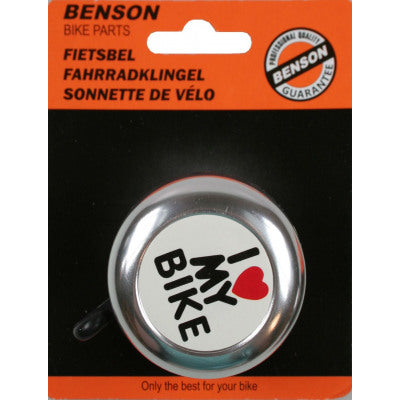 BENSON
BIKE PARTS
FIETSBEL
FAHRRADKLINGEL
SONNETTE DE VÉLO
PROFESSIONAL QUALITY
BENSON
GUARANTEE
I ♥
MY
BIKE
Only the best for your bike